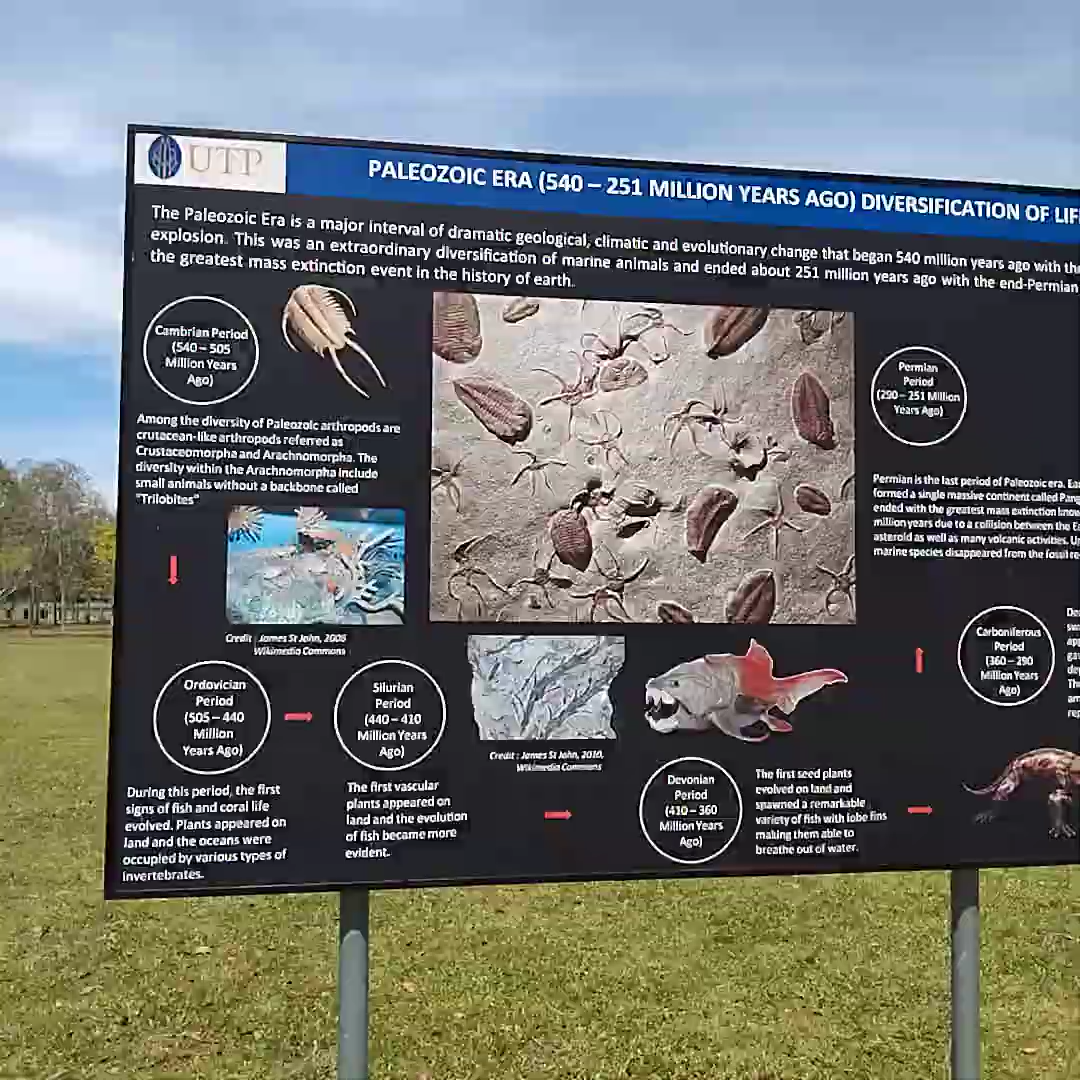 UTP
PALEOZOIC ERA (540 – 251 MILLION YEARS AGO) DIVERSIFICATION OF
The Paleozoic Era is a major interval of dramatic geological, climatic and evolutionary change that began 540 million years ago with
explosion. This was an extraordinary diversification of marine animals and ended about 251 million years ago with the end-Permian
the greatest mass extinction event in the history of earth.
Cambrian Period
(540 – 505
Million Years
Ago)
Among the diversity of Paleozoic arthropods are
crutacean-like arthropods referred as
Crustaceomorpha and Arachnomorpha. The
diversity within the Arachnomorpha include
small animals without a backbone called
"Trilobites"
Credit : James St John, 2006
Wikimedia Commons
Ordovician
Period
(505 – 440
Million
Years Ago)
During this period, the first
signs of fish and coral life
evolved. Plants appeared on
land and the oceans were
occupied by various types of
invertebrates.
Silurian
Period
(440 – 410
Million Years
Ago)
The first vascular
plants appeared on
land and the evolution
of fish became more
evident.
Credit : James St John, 2010,
Wikimedia Commons
Devonian
Period
(410 – 360
Million Years
Ago)
The first seed plants
evolved on land and
spawned a remarkable
variety of fish with lobe fins
making them able to
breathe out of water.
Carboniferous
Period
(360 – 290
Million Years
Ago)
Permian
Period
(290 – 251 Million
Years Ago)
Permian is the last period of Paleozoic era.
formed a single massive continent called
ended with the greatest mass extinction
million years due to a collision between the
asteroid as well as many volcanic activities.
marine species disappeared from the fossil